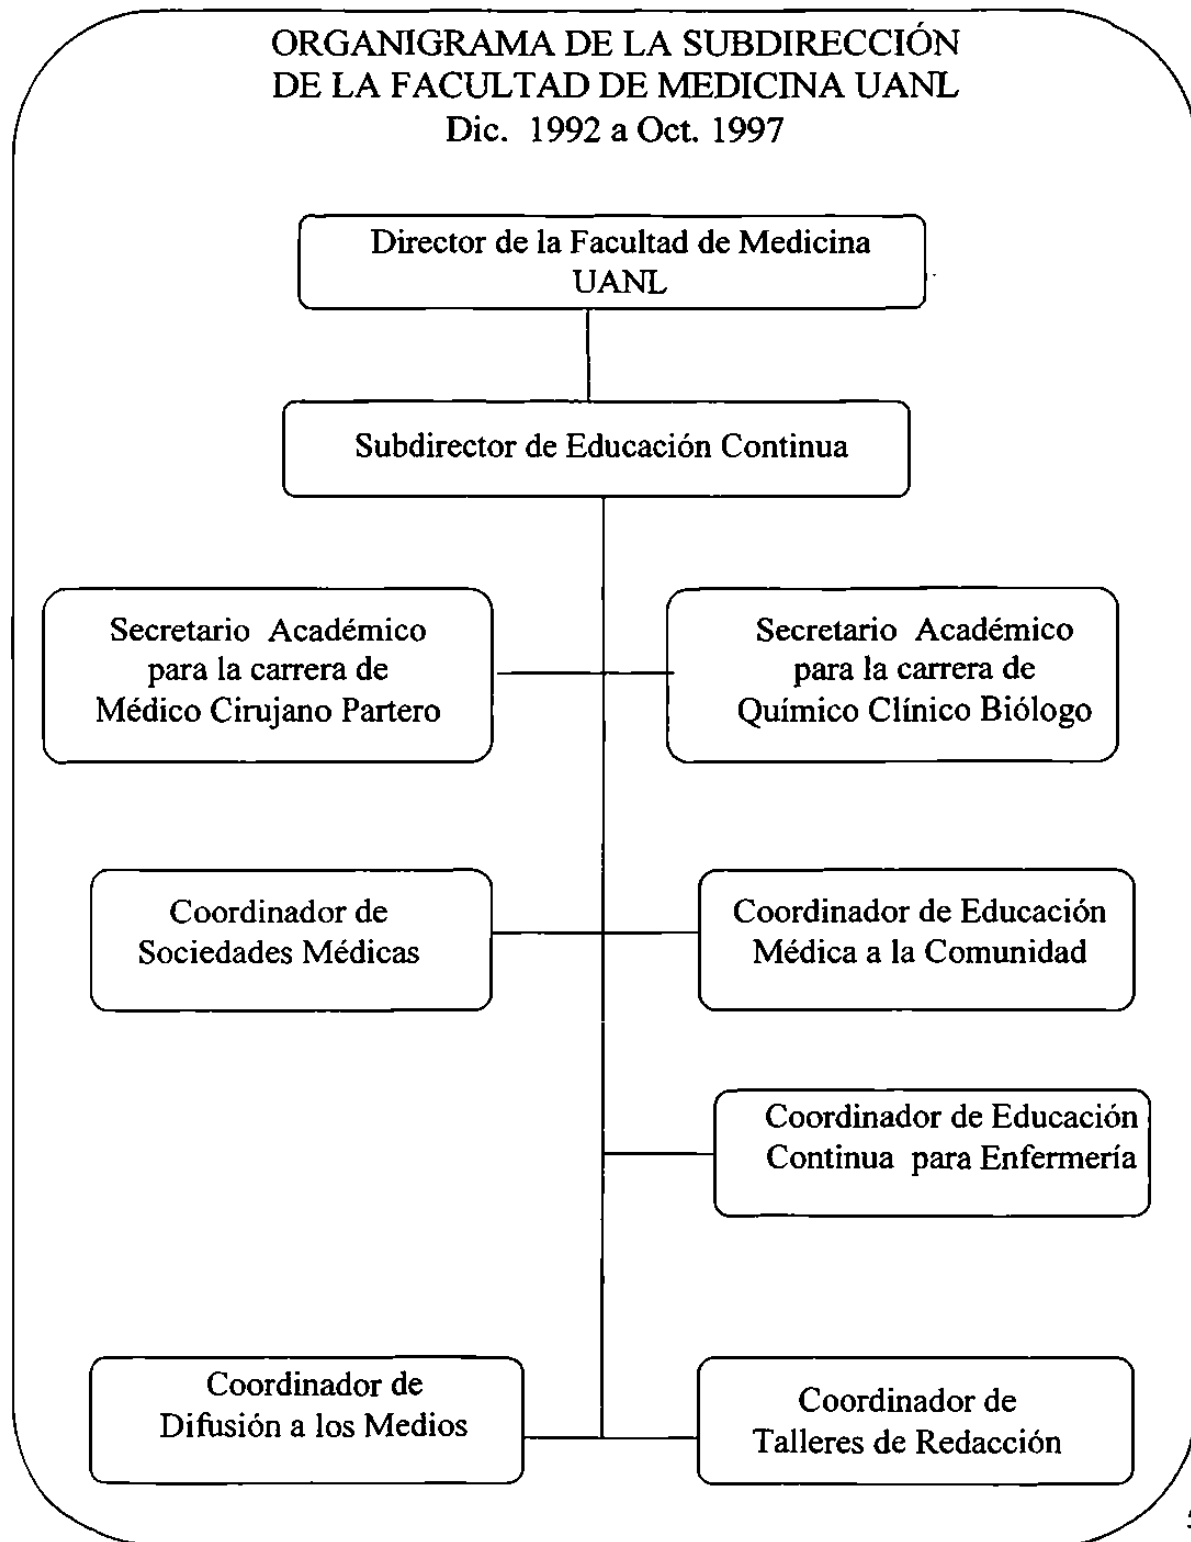 ORGANIGRAMA DE LA SUBDIRECCIÓN
DE LA FACULTAD DE MEDICINA UANL
Dic. 1992 a Oct. 1997
Director de la Facultad de Medicina
UANL
Subdirector de Educación Continua
Secretario Académico
para la carrera de
Médico Cirujano Partero
Secretario Académico
para la carrera de
Químico Clínico Biólogo
Coordinador de
Sociedades Médicas
Coordinador de Educación
Médica a la Comunidad
Coordinador de Educación
Continua para Enfermería
Coordinador de
Difusión a los Medios
Coordinador de
Talleres de Redacción